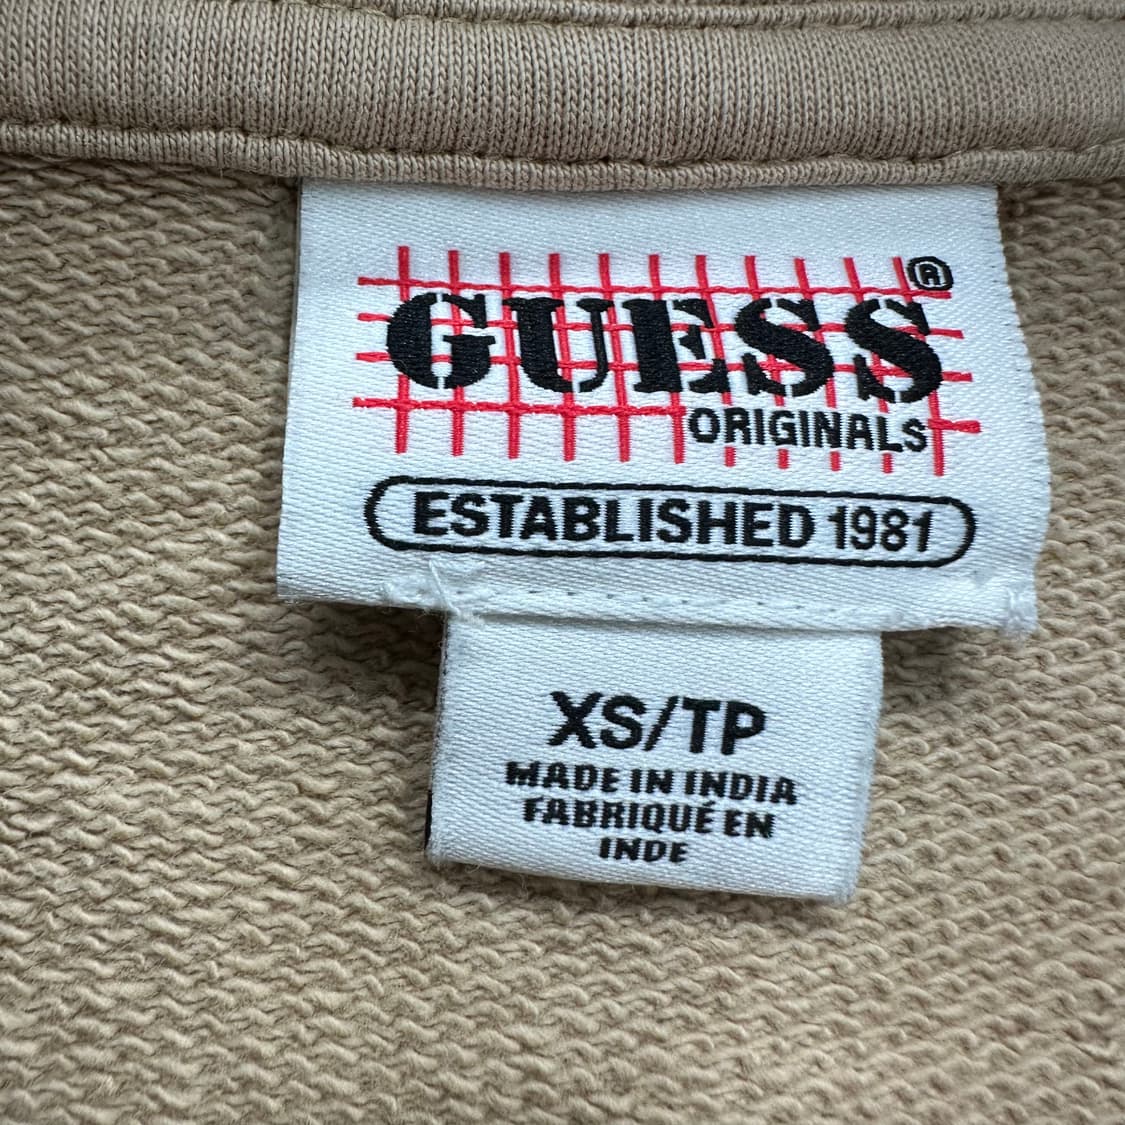 GUESS®
ORIGINALS
ESTABLISHED 1981
XS/TP
MADE IN INDIA
FABRIQUÉ EN
INDE